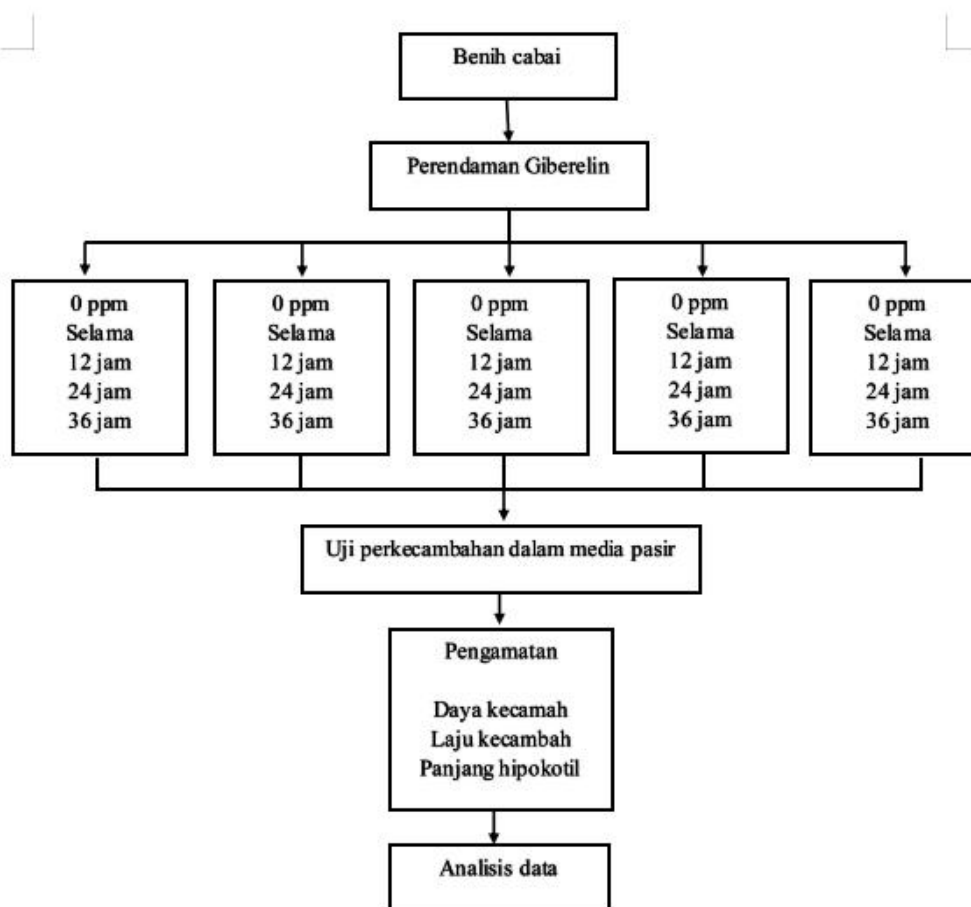 Benih cabai
Perendaman Giberelin
0 ppm
Selama
12 jam
24 jam
36 jam
0 ppm
Selama
12 jam
24 jam
36 jam
0 ppm
Selama
12 jam
24 jam
36 jam
0 ppm
Selama
12 jam
24 jam
36 jam
0 ppm
Selama
12 jam
24 jam
36 jam
Uji perkecambahan dalam media pasir
Pengamatan
Daya kecamah
Laju kecambah
Panjang hipokotil
Analisis data